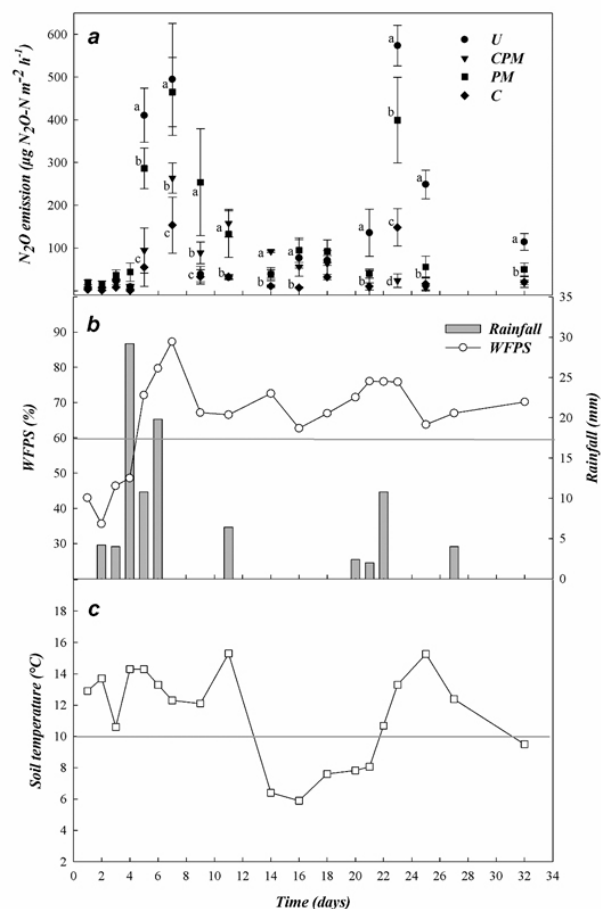 a
U
CPM
PM
C
N2O emission (µg N2O-N m-2 h-1)
600
500
400
300
200
100
a
b
c
a
b
c
a
b
c
a
b
a
b
a
b
a
b
a
b
c
d
a
b
a
b
b
Rainfall
WFPS
WFPS (%)
90
80
70
60
50
40
30
35
30
25
20
15
10
5
0
Rainfall (mm)
c
Soil temperature (°C)
18
16
14
12
10
8
6
4
2
0 2 4 6 8 10 12 14 16 18 20 22 24 26 28 30 32 34
Time (days)